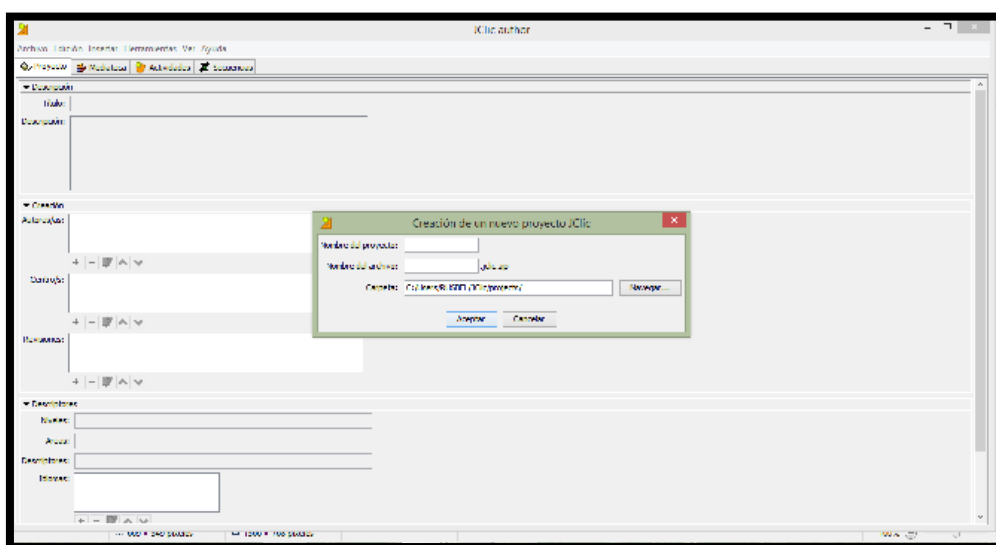 JClic author
Archivo Edición Insertar Herramientas Ver Ayuda
Proyecto Mediateca Actividades Secuencias
Descripción
Título:
Descripción:
Creación
Autores/as:
Creación de un nuevo proyecto JClic
Nombre del proyecto:
Nombre del archivo: .jclic.zip
Centro/s:
Carpeta: Navegar...
Aceptar Cancelar
Revisiones:
Descriptores
Niveles:
Áreas:
Descriptores:
Idiomas: